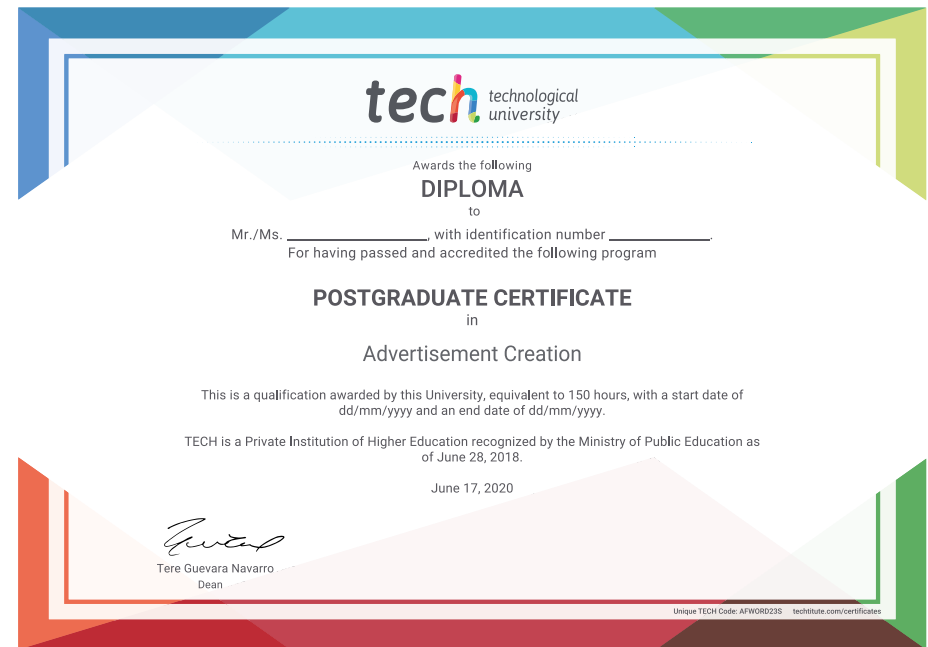 tech technological
university
Awards the following
DIPLOMA
to
Mr./Ms. ____________, with identification number ____________.
For having passed and accredited the following program
POSTGRADUATE CERTIFICATE
in
Advertisement Creation
This is a qualification awarded by this University, equivalent to 150 hours, with a start date of
dd/mm/yyyy and an end date of dd/mm/yyyy.
TECH is a Private Institution of Higher Education recognized by the Ministry of Public Education as
of June 28, 2018.
June 17, 2020
Tere Guevara Navarro
Dean
Unique TECH Code: AFWORD23S techtitute.com/certificates